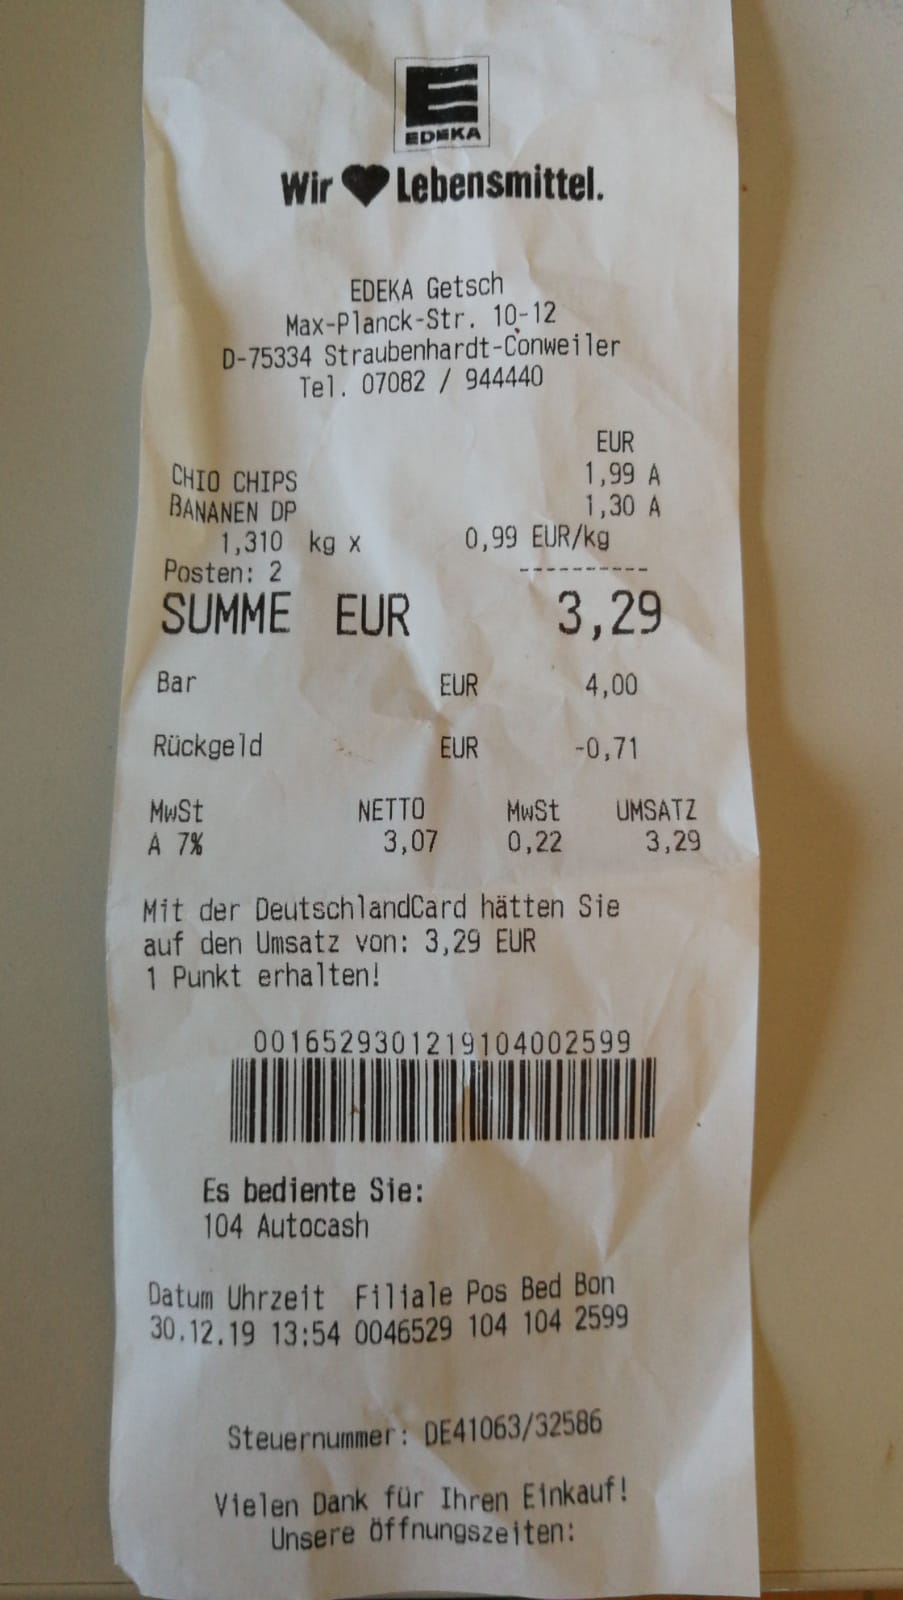 EDEKA
Wir ♥ Lebensmittel.
EDEKA Getsch
Max-Planck-Str. 10-12
D-75334 Straubenhardt-Conweiler
Tel. 07082 / 944440
EUR
CHIO CHIPS 1,99 A
BANANEN DP 1,30 A
1,310 kg x 0,99 EUR/kg
Posten: 2
----------
SUMME EUR 3,29
Bar EUR 4,00
Rückgeld EUR -0,71
MwSt NETTO MwSt UMSATZ
A 7% 3,07 0,22 3,29
Mit der DeutschlandCard hätten Sie
auf den Umsatz von: 3,29 EUR
1 Punkt erhalten!
0016529301219104002599
Es bediente Sie:
104 Autocash
Datum Uhrzeit Filiale Pos Bed Bon
30.12.19 13:54 0046529 104 104 2599
Steuernummer: DE41063/32586
Vielen Dank für Ihren Einkauf!
Unsere Öffnungszeiten: